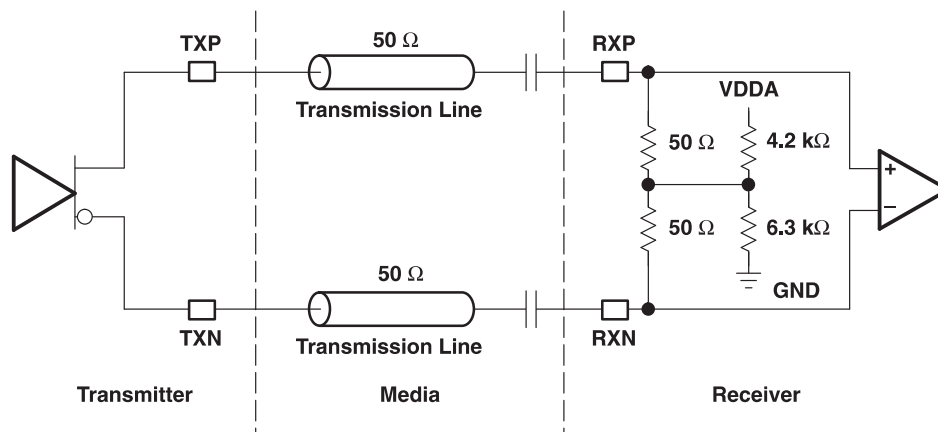 TXP
50 Ω
RXP
Transmission Line
VDDA
50 Ω
4.2 kΩ
+
−
50 Ω
6.3 kΩ
50 Ω
GND
TXN
RXN
Transmission Line
Transmitter
Media
Receiver